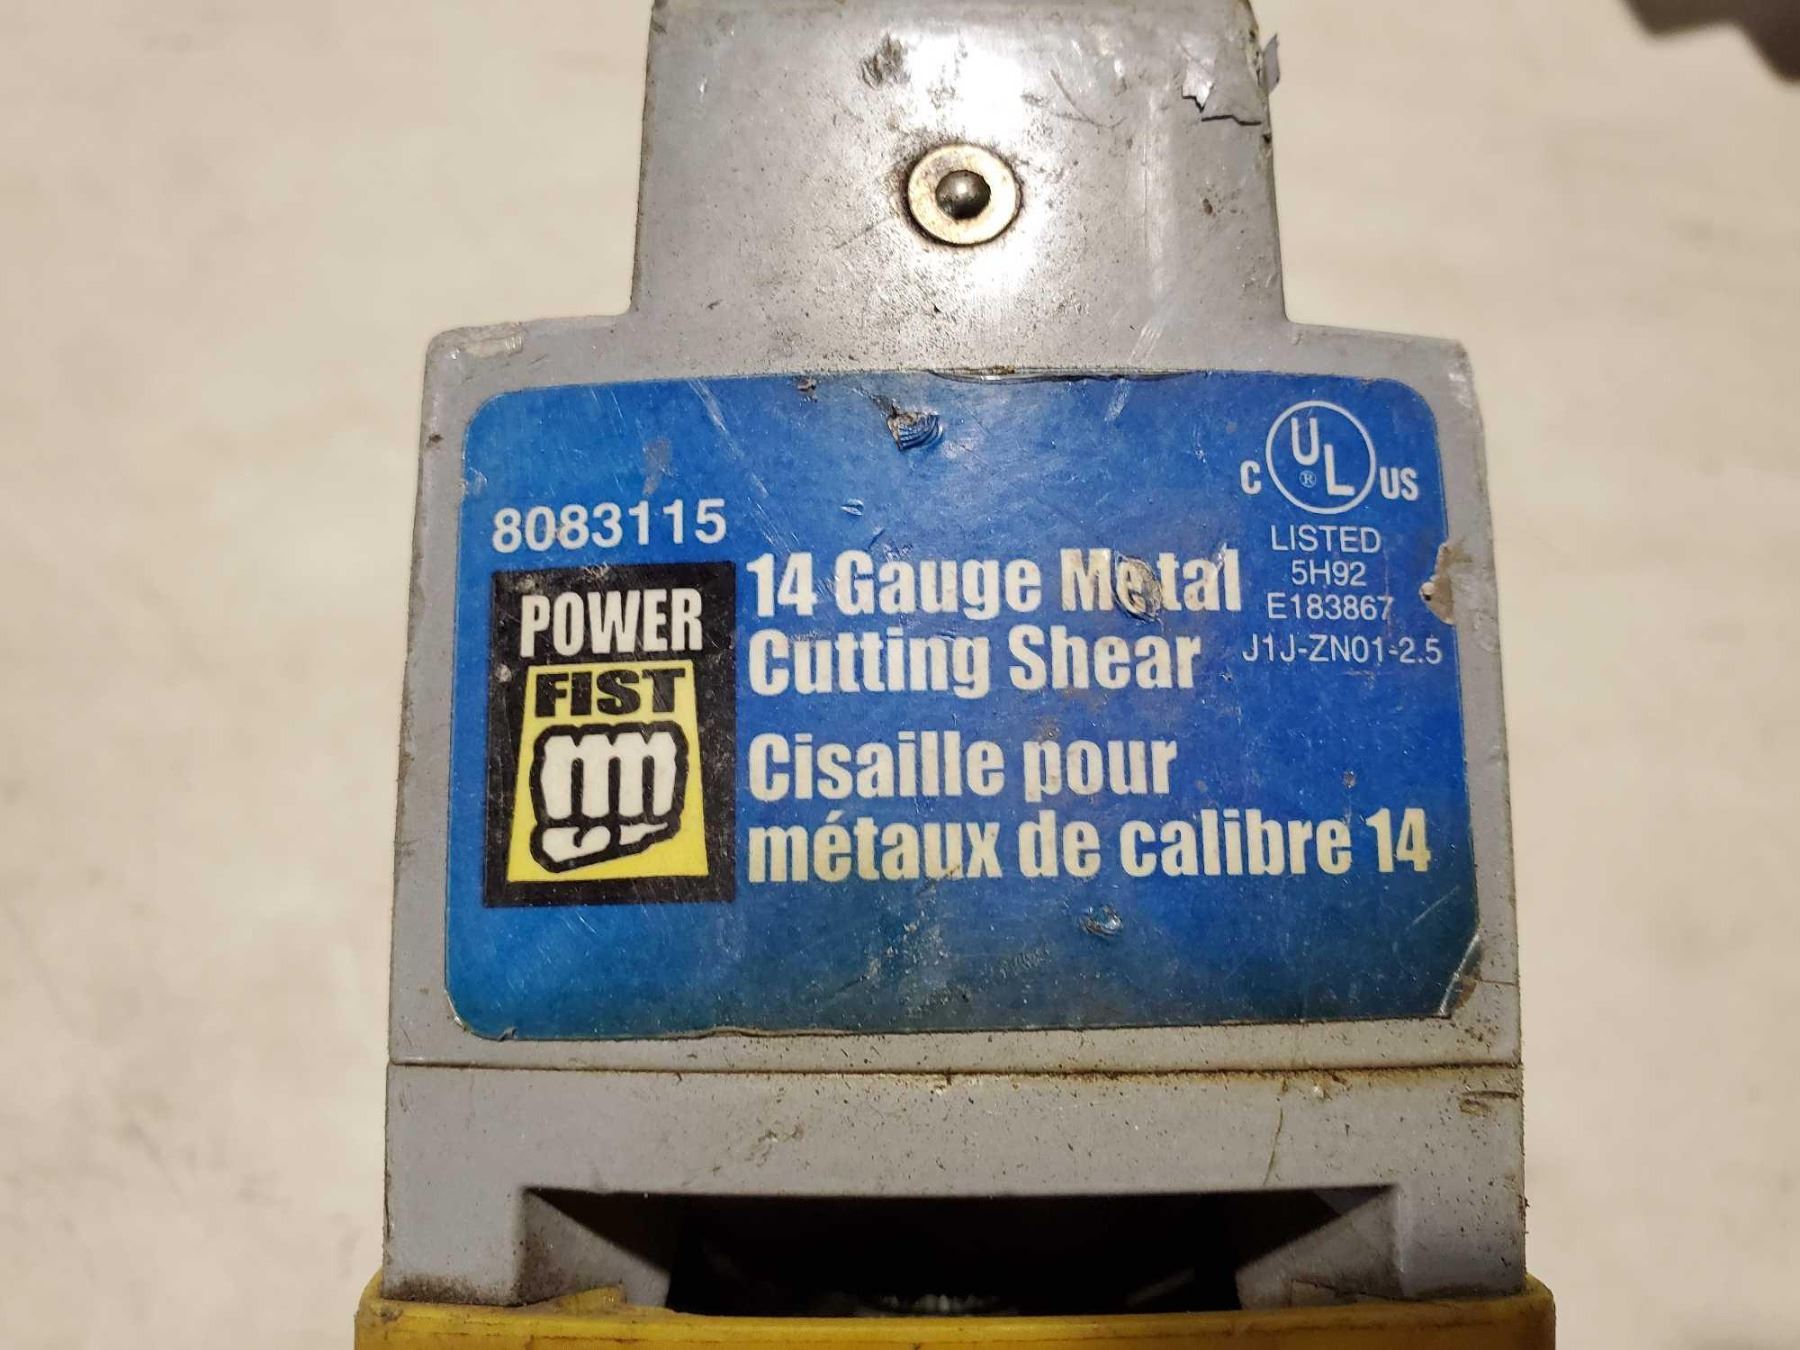 8083115
POWER
FIST
14 Gauge Metal
Cutting Shear
Cisaille pour
métaux de calibre 14
C UL® US
LISTED
5H92
E183867
J1J-ZN01-2.5